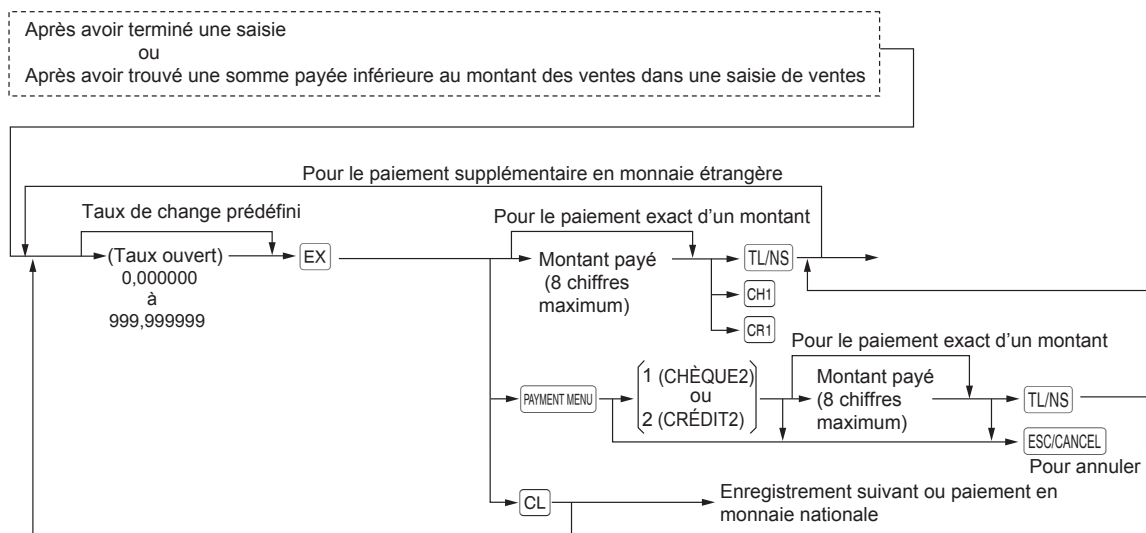 Après avoir terminé une saisie
ou
Après avoir trouvé une somme payée inférieure au montant des ventes dans une saisie de ventes
Pour le paiement supplémentaire en monnaie étrangère
Taux de change prédéfini
(Taux ouvert)
0,000000
à
999,999999
EX
Pour le paiement exact d’un montant
Montant payé
(8 chiffres
maximum)
TL/NS
CH1
CR1
PAYMENT MENU
1 (CHÈQUE2)
ou
2 (CRÉDIT2)
Pour le paiement exact d’un montant
Montant payé
(8 chiffres
maximum)
TL/NS
ESC/CANCEL
Pour annuler
CL
Enregistrement suivant ou paiement en
monnaie nationale